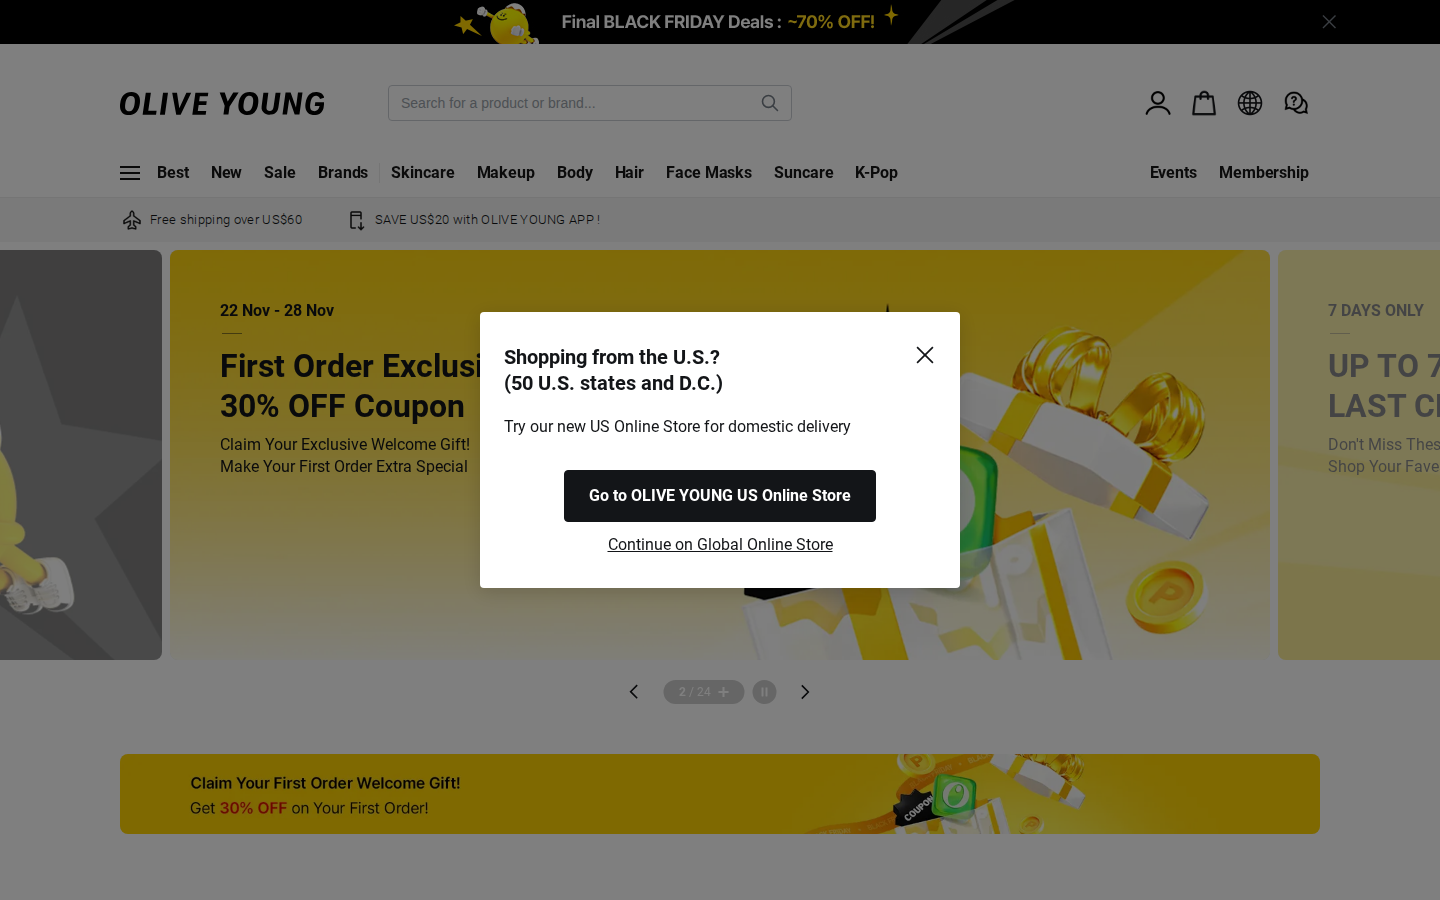 Final BLACK FRIDAY Deals : ~70% OFF!
OLIVE YOUNG
Search for a product or brand...
Best New Sale Brands Skincare Makeup Body Hair Face Masks Suncare K-Pop Events Membership
Free shipping over US$60 SAVE US$20 with OLIVE YOUNG APP !
22 Nov - 28 Nov
First Order Exclusi
30% OFF Coupon
Claim Your Exclusive Welcome Gift!
Make Your First Order Extra Special
Shopping from the U.S.?
(50 U.S. states and D.C.)
Try our new US Online Store for domestic delivery
Go to OLIVE YOUNG US Online Store
Continue on Global Online Store
7 DAYS ONLY
UP TO 7
LAST C
Don't Miss Thes
Shop Your Fave
2 / 24
Claim Your First Order Welcome Gift!
Get 30% OFF on Your First Order!
COUPON